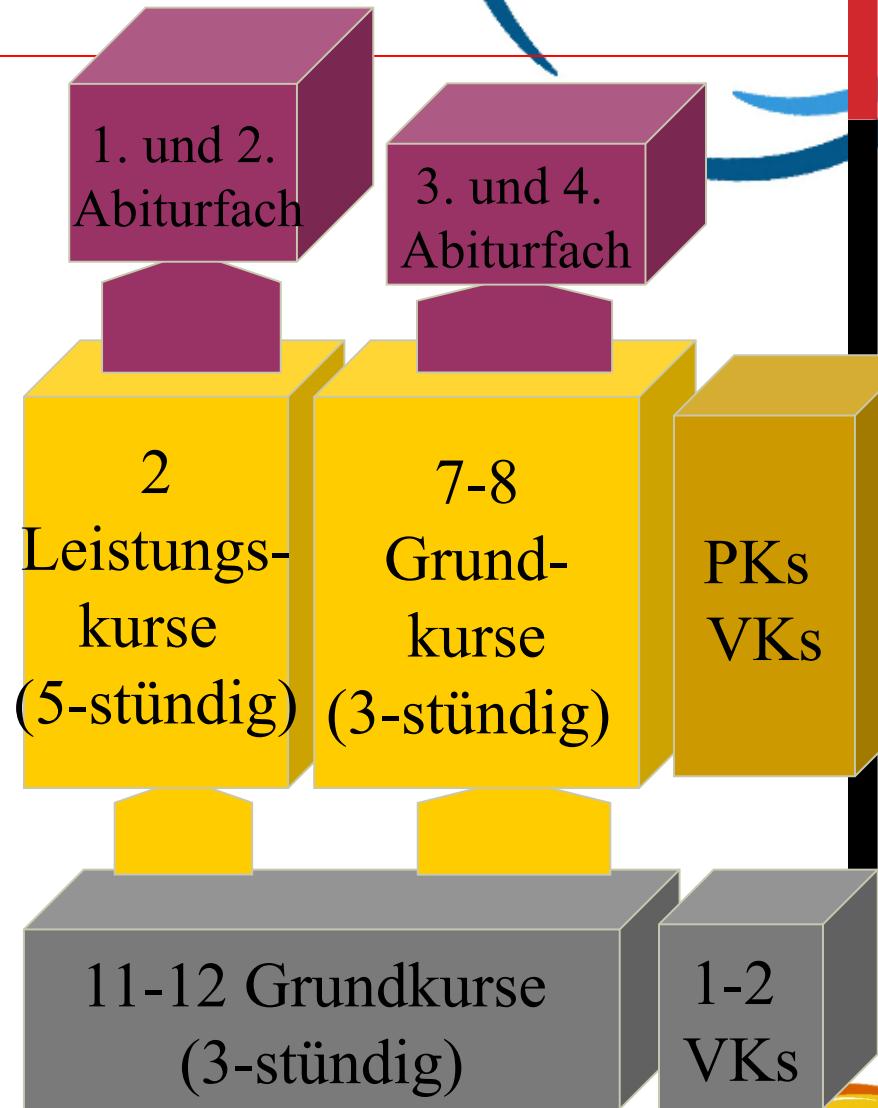 1. und 2.
Abiturfach
3. und 4.
Abiturfach
2
Leistungs-
kurse
(5-stündig)
7-8
Grund-
kurse
(3-stündig)
PKs
VKs
11-12 Grundkurse
(3-stündig)
1-2
VKs